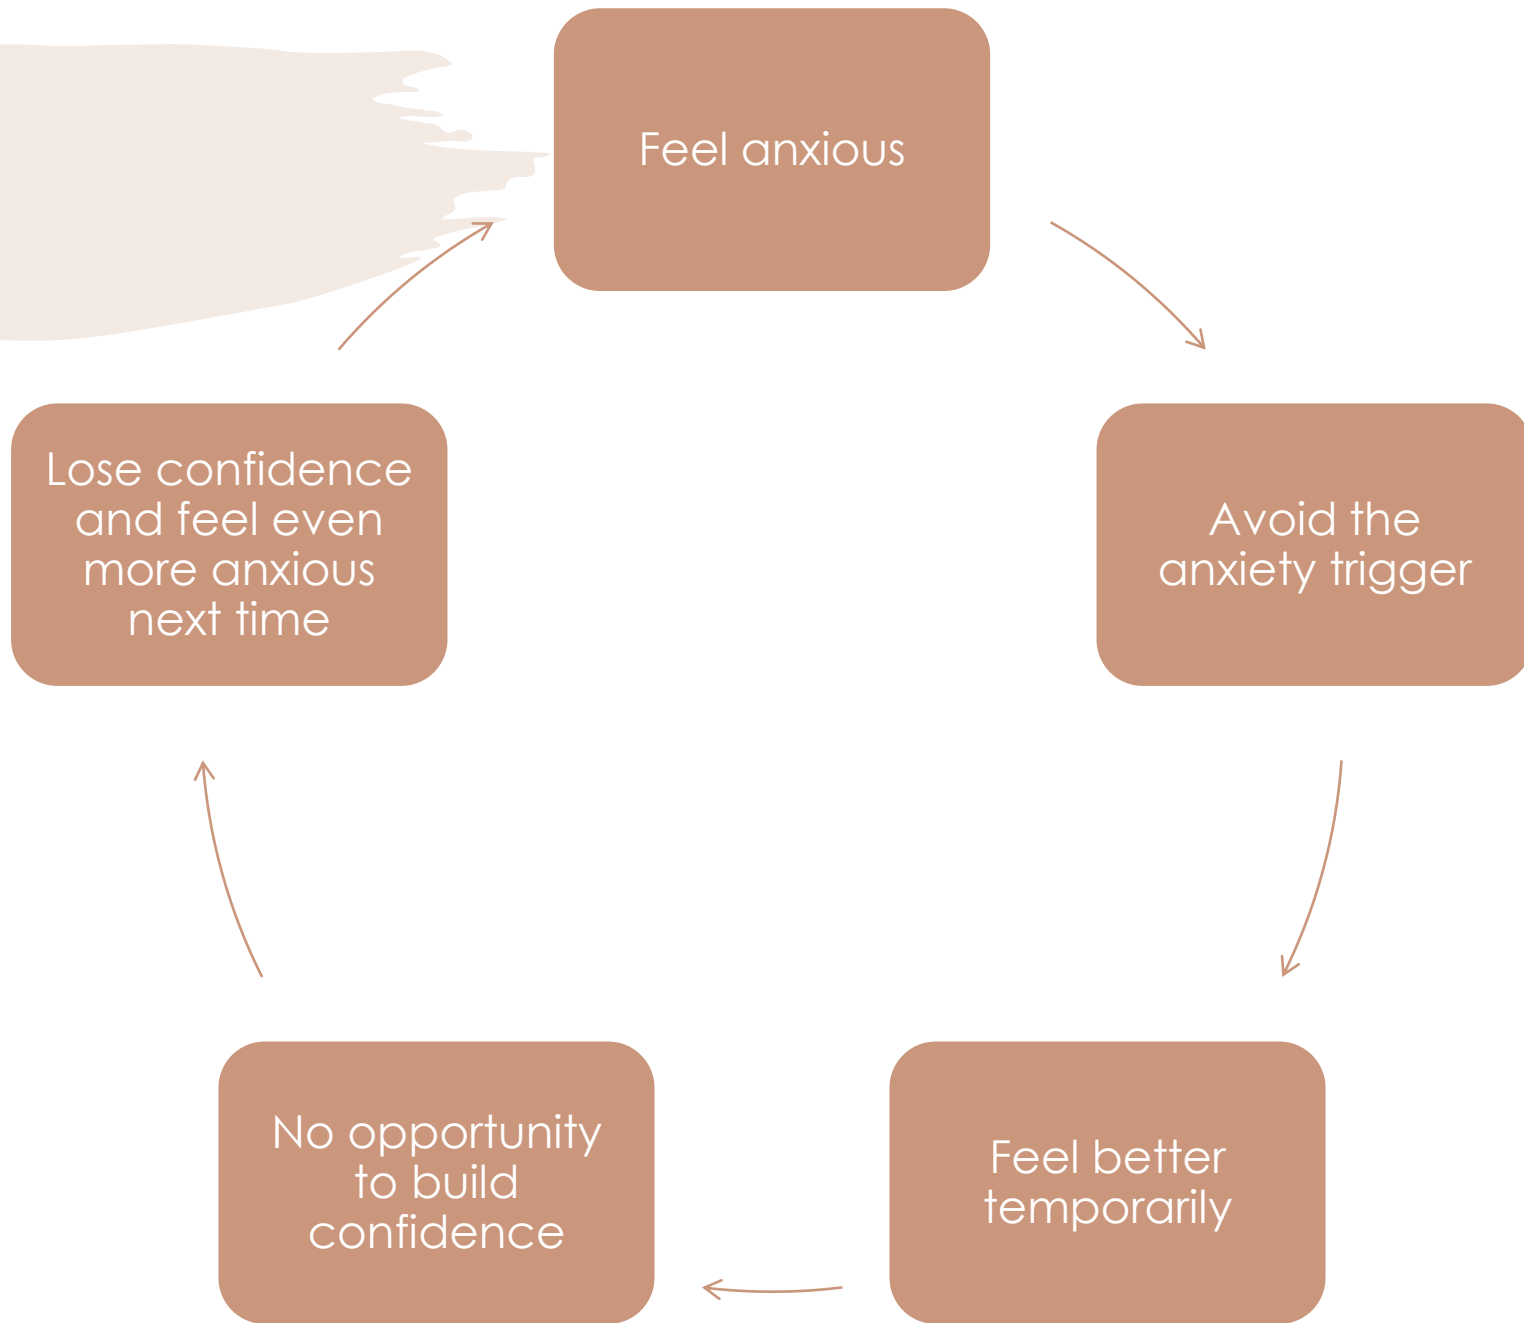 Feel anxious
Avoid the
anxiety trigger
Feel better
temporarily
No opportunity
to build
confidence
Lose confidence
and feel even
more anxious
next time